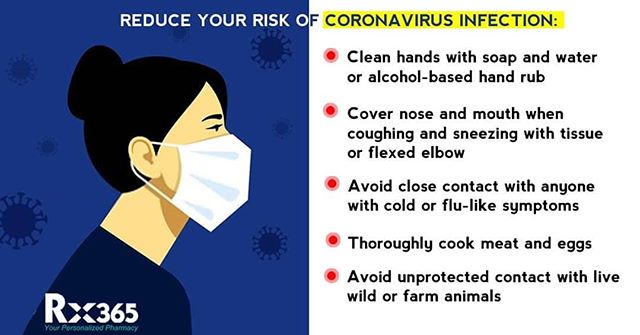 REDUCE YOUR RISK OF CORONAVIRUS INFECTION:
Clean hands with soap and water
or alcohol-based hand rub
Cover nose and mouth when
coughing and sneezing with tissue
or flexed elbow
Avoid close contact with anyone
with cold or flu-like symptoms
Thoroughly cook meat and eggs
Avoid unprotected contact with live
wild or farm animals
Rx365
Your Personalized Pharmacy